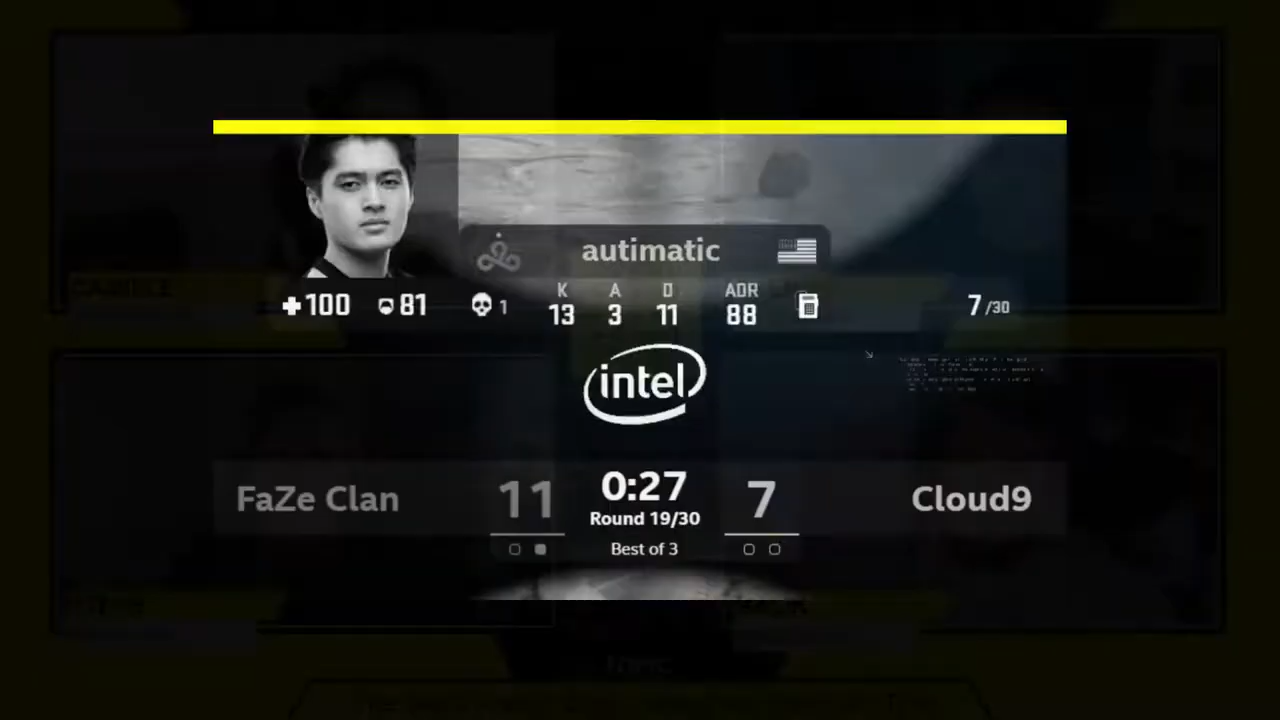 autimatic
K A D ADR
100 81 1 13 3 11 88 7 /30
intel
FaZe Clan 11 0:27 7 Cloud9
Round 19/30
Best of 3
TOPIC